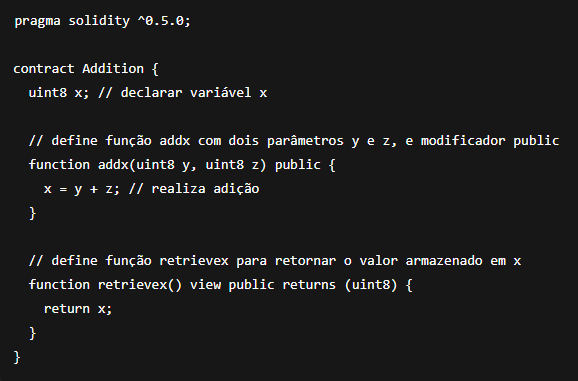 pragma solidity ^0.5.0;
contract Addition {
uint8 x; // declarar variável x
// define função addx com dois parâmetros y e z, e modificador public
function addx(uint8 y, uint8 z) public {
x = y + z; // realiza adição
}
// define função retrievex para retornar o valor armazenado em x
function retrievex() view public returns (uint8) {
return x;
}
}